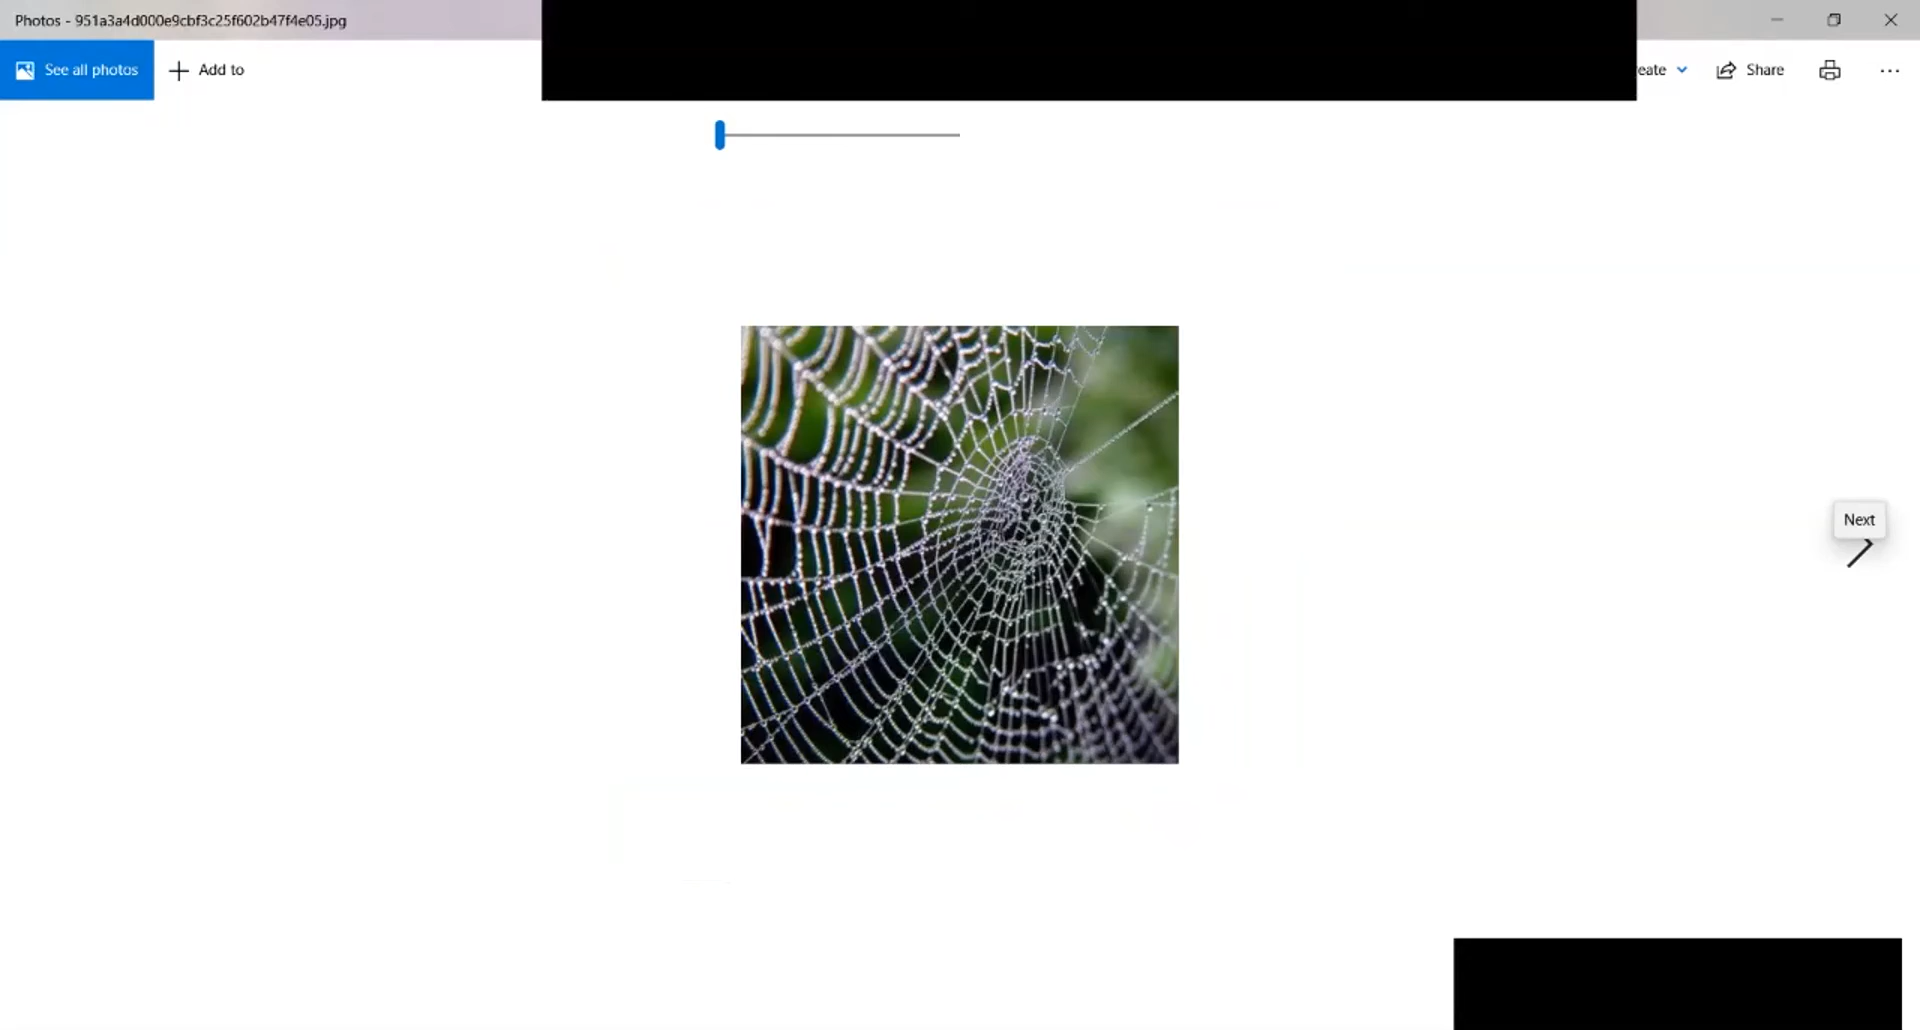 Photos - 951a3a4d000e9cbf3c25f602b47f4e05.jpg
See all photos
Add to
eate
Share
Next